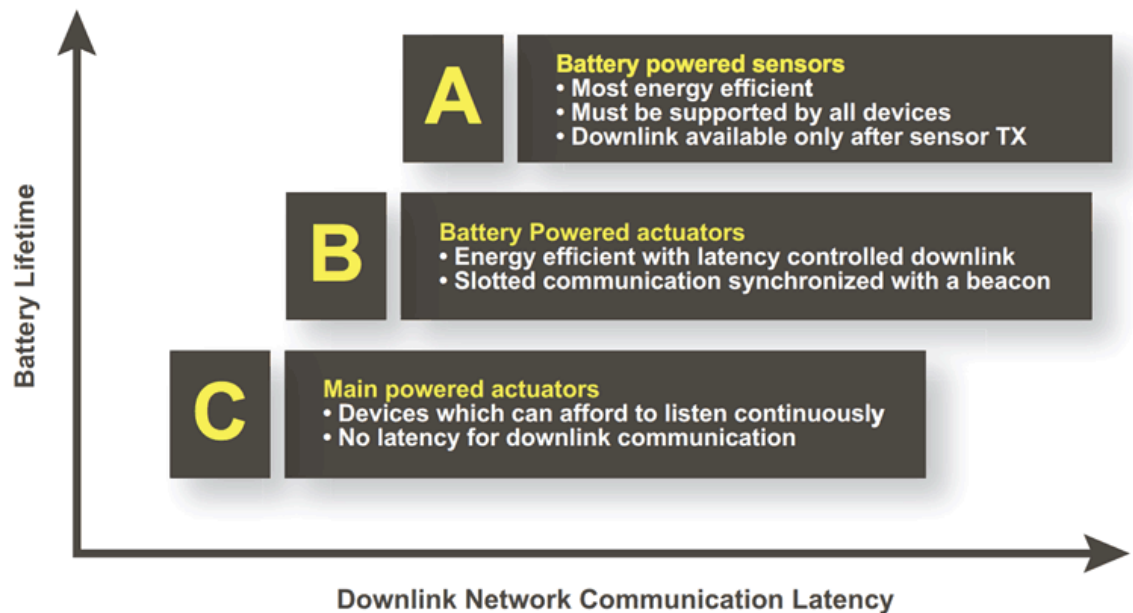 Battery Lifetime
A
Battery powered sensors
• Most energy efficient
• Must be supported by all devices
• Downlink available only after sensor TX
B
Battery Powered actuators
• Energy efficient with latency controlled downlink
• Slotted communication synchronized with a beacon
C
Main powered actuators
• Devices which can afford to listen continuously
• No latency for downlink communication
Downlink Network Communication Latency